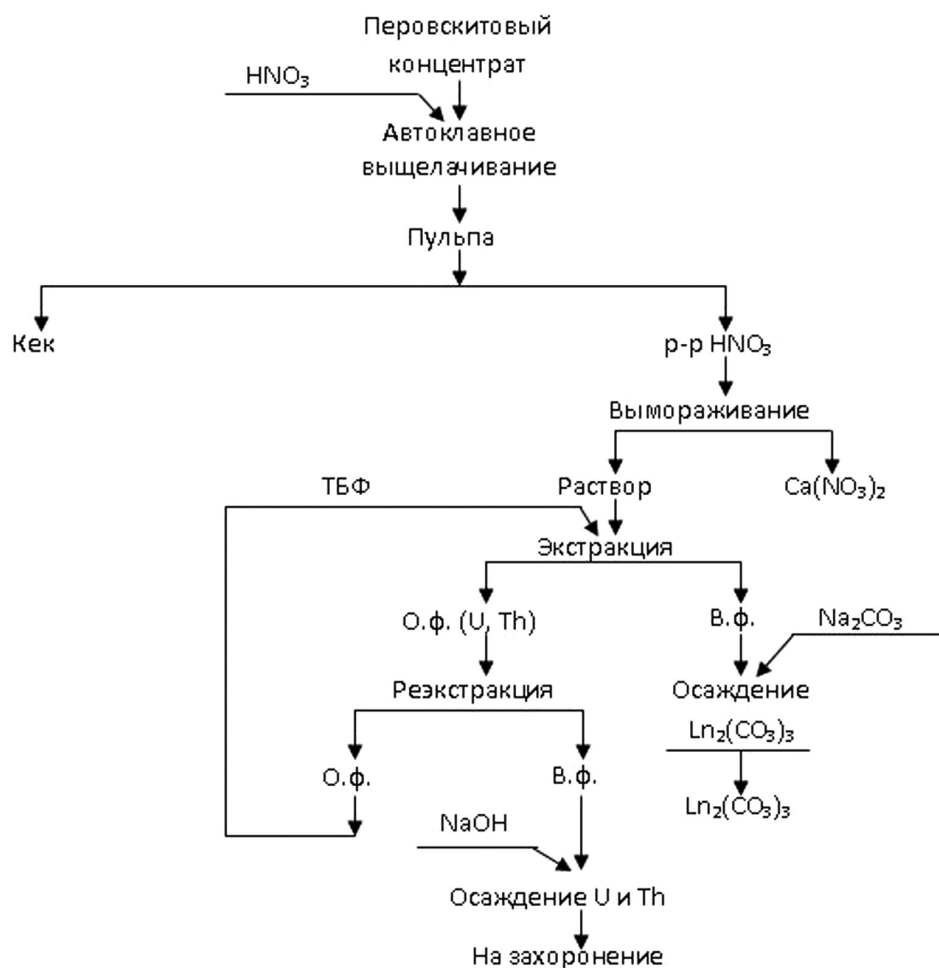 Перовскитовый
концентрат
HNO₃
Автоклавное
выщелачивание
Пульпа
Кек
р-р HNO₃
Вымораживание
ТБФ
Раствор
Ca(NO₃)₂
Экстракция
О.ф. (U, Th)
В.ф.
Na₂CO₃
Реэкстракция
Осаждение
Ln₂(CO₃)₃
О.ф.
В.ф.
Ln₂(CO₃)₃
NaOH
Осаждение U и Th
На захоронение